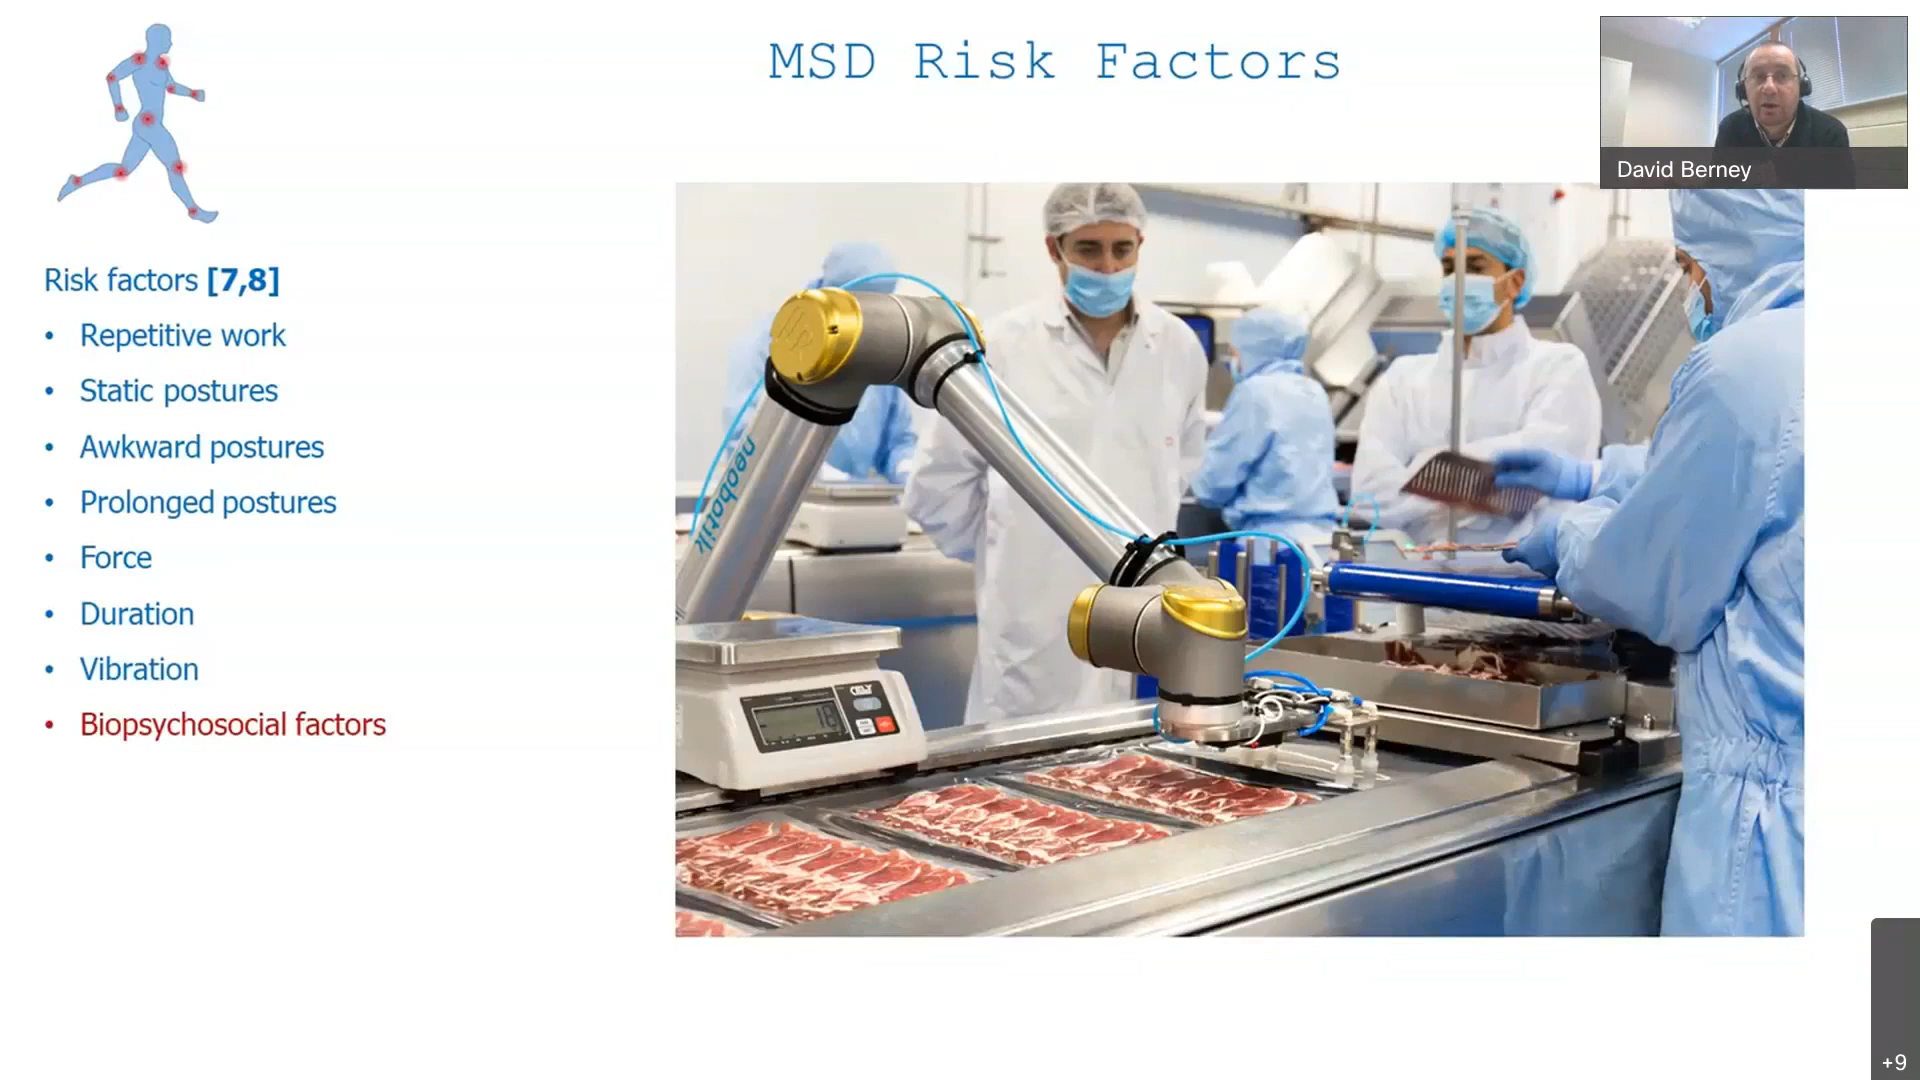 MSD Risk Factors
David Berney
Risk factors [7,8]
• Repetitive work
• Static postures
• Awkward postures
• Prolonged postures
• Force
• Duration
• Vibration
• Biopsychosocial factors
neobotik
+9